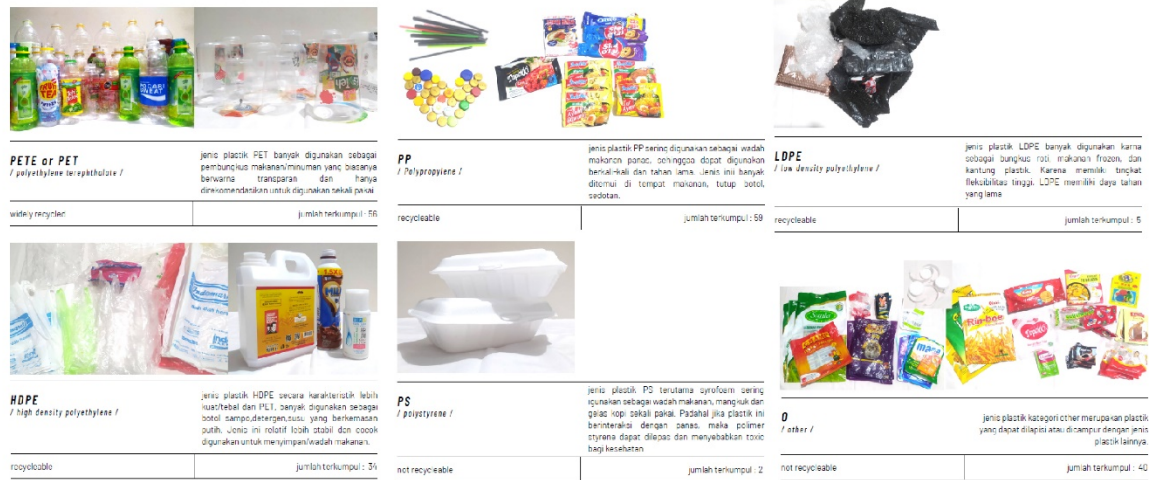 PETE or PET
/ polyethylene terephthalate /
jenis plastik PET banyak digunakan sebagai
pembungkus makanan/minuman yang biasanya
berwarna transparan dan hanya
direkomendasikan untuk digunakan sekali pakai
widely recycled
jumlah terkumpul : 56
PP
/ Polypropylene /
jenis plastik PP sering digunakan sebagai wadah
makanan panas, sehingga dapat digunakan
berkali-kali dan tahan lama. Jenis inii banyak
ditemui di tempat makanan, tutup botol,
sedotan.
recycleable
jumlah terkumpul : 59
LDPE
/ low density polyethylene /
jenis plastik LDPE banyak digunakan karna
sebagai bungkus roti, makanan frozen, dan
kantung plastik. Karena memiliki tingkat
fleksibilitas tinggi. LDPE memiliki daya tahan
yang lama
recycleable
jumlah terkumpul : 5
HDPE
/ high density polyethylene /
jenis plastik HDPE secara karakteristik lebih
kuat/tebal dari PET, banyak digunakan sebagai
botol sampo,detergen,susu yang berkemasan
putih. Jenis ini relatif lebih stabil dan cocok
digunakan untuk menyimpan/wadah makanan.
recycleable
jumlah terkumpul : 34
PS
/ polystyrene /
jenis plastik PS terutama syrofoam sering
igunakan sebagai wadah makanan, mangkuk dan
gelas kopi sekali pakai. Padahal jika plastik ini
berinteraksi dengan panas, maka polimer
styrene dapat dilepas dan menyebabkan toxic
bagi kesehatan
not recycleable
jumlah terkumpul : 2
O
/ other /
jenis plastik kategori other merupakan plastik
yang dapat dilapisi atau dicampur dengan jenis
plastik lainnya.
not recycleable
jumlah terkumpul : 40
POCARI
SWEAT
TEA